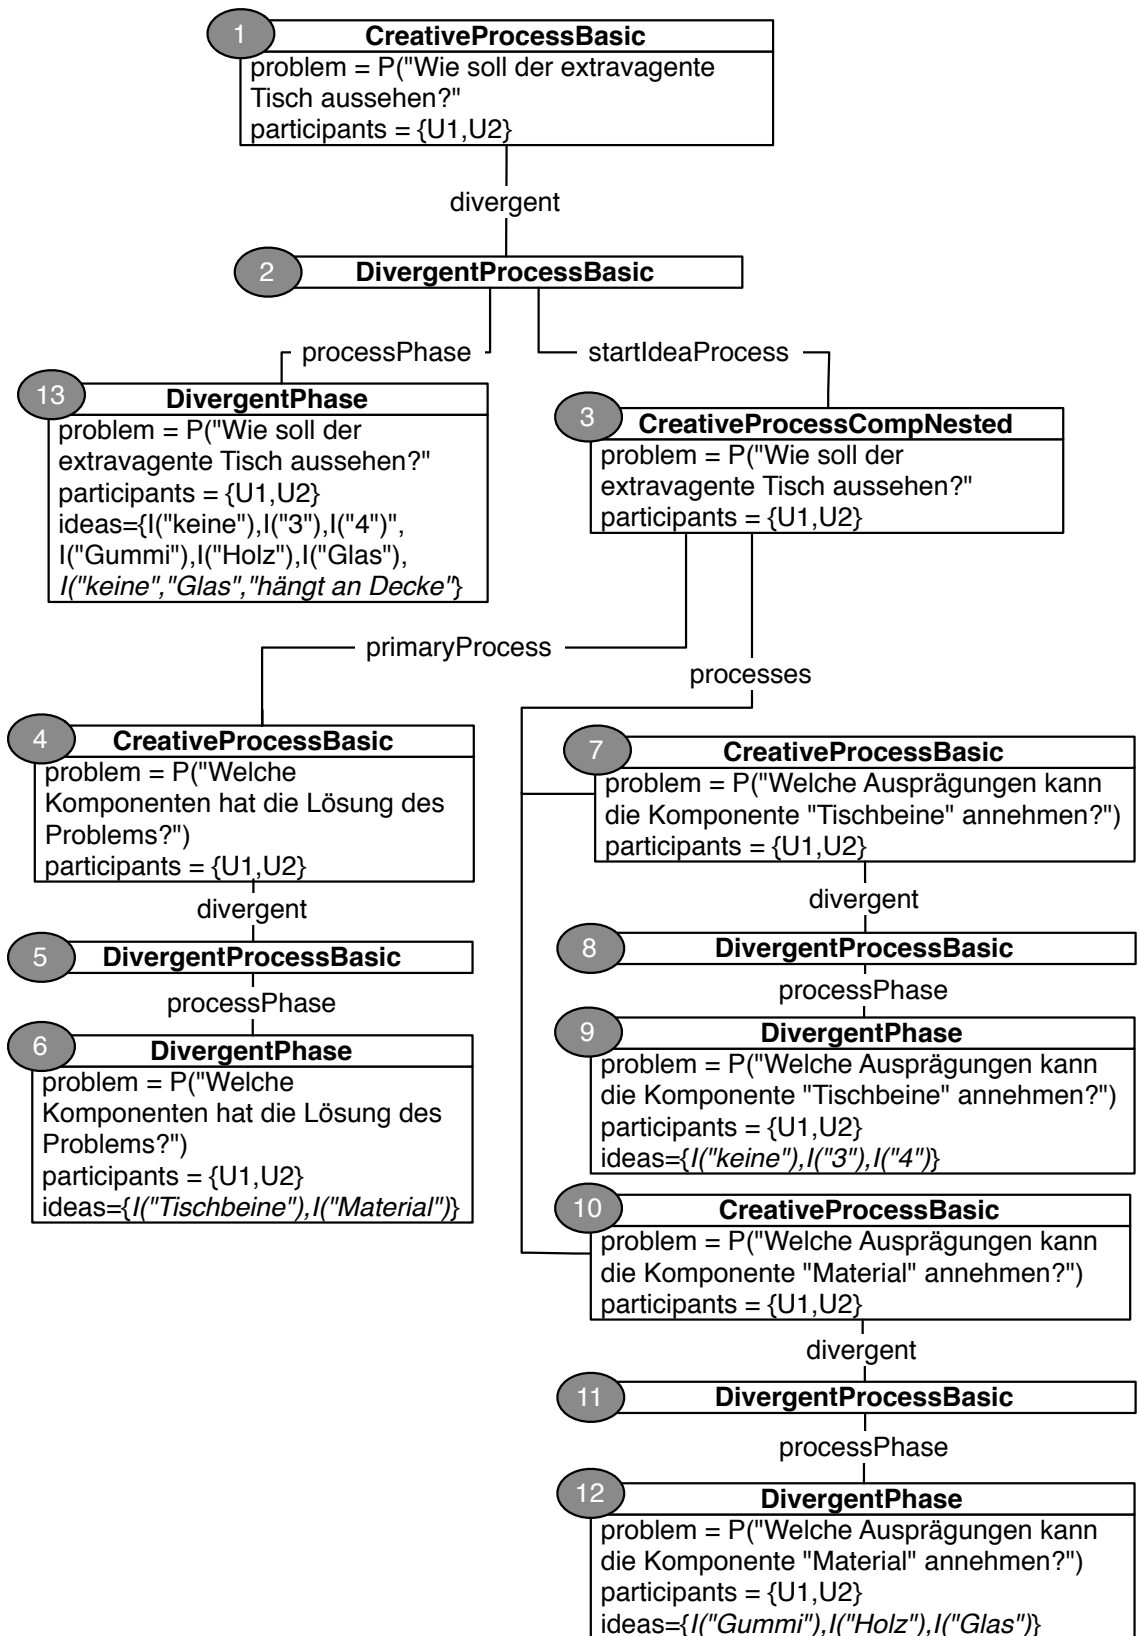 1
CreativeProcessBasic
problem = P("Wie soll der extravagente
Tisch aussehen?"
participants = {U1,U2}
divergent
2
DivergentProcessBasic
processPhase
startIdeaProcess
13
DivergentPhase
problem = P("Wie soll der
extravagente Tisch aussehen?"
participants = {U1,U2}
ideas={I("keine"),I("3"),I("4")",
I("Gummi"),I("Holz"),I("Glas"),
I("keine","Glas","hängt an Decke"}
3
CreativeProcessCompNested
problem = P("Wie soll der
extravagente Tisch aussehen?"
participants = {U1,U2}
primaryProcess
processes
4
CreativeProcessBasic
problem = P("Welche
Komponenten hat die Lösung des
Problems?")
participants = {U1,U2}
divergent
5
DivergentProcessBasic
processPhase
6
DivergentPhase
problem = P("Welche
Komponenten hat die Lösung des
Problems?")
participants = {U1,U2}
ideas={I("Tischbeine"),I("Material")}
7
CreativeProcessBasic
problem = P("Welche Ausprägungen kann
die Komponente "Tischbeine" annehmen?")
participants = {U1,U2}
divergent
8
DivergentProcessBasic
processPhase
9
DivergentPhase
problem = P("Welche Ausprägungen kann
die Komponente "Tischbeine" annehmen?")
participants = {U1,U2}
ideas={I("keine"),I("3"),I("4")}
10
CreativeProcessBasic
problem = P("Welche Ausprägungen kann
die Komponente "Material" annehmen?")
participants = {U1,U2}
divergent
11
DivergentProcessBasic
processPhase
12
DivergentPhase
problem = P("Welche Ausprägungen kann
die Komponente "Material" annehmen?")
participants = {U1,U2}
ideas={I("Gummi"),I("Holz"),I("Glas")}